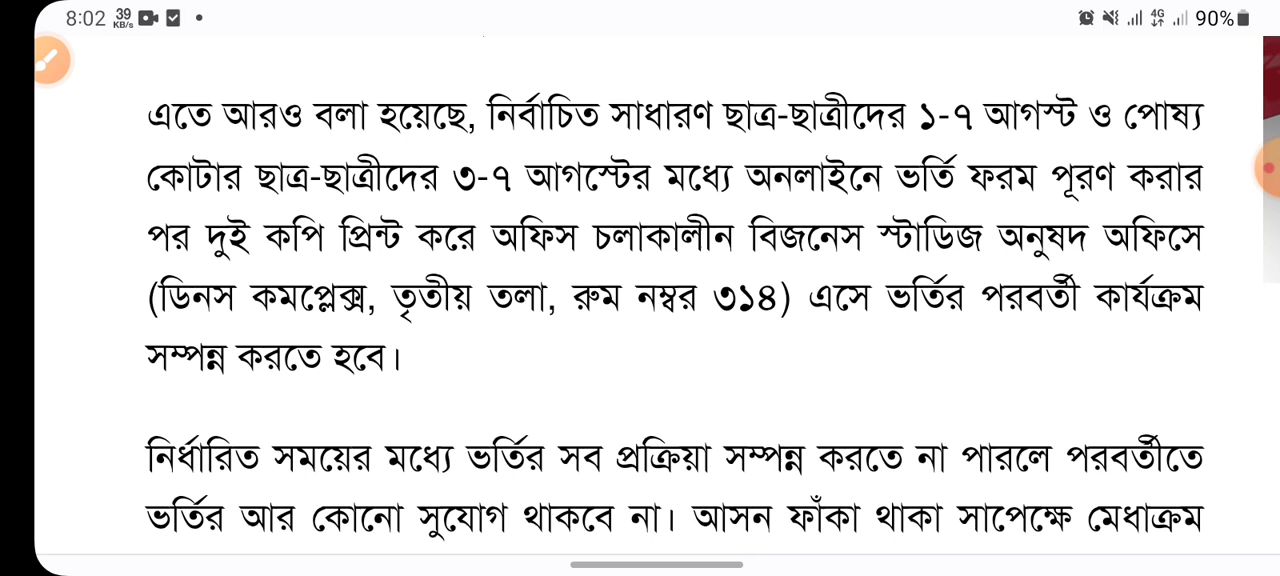 8:02 39 KB/s 4G 90%
এতে আরও বলা হয়েছে, নির্বাচিত সাধারণ ছাত্র-ছাত্রীদের ১-৭ আগস্ট ও পোষ্য
কোটার ছাত্র-ছাত্রীদের ৩-৭ আগস্টের মধ্যে অনলাইনে ভর্তি ফরম পূরণ করার
পর দুই কপি প্রিন্ট করে অফিস চলাকালীন বিজনেস স্টাডিজ অনুষদ অফিসে
(ডিনস কমপ্লেক্স, তৃতীয় তলা, রুম নম্বর ৩১৪) এসে ভর্তির পরবর্তী কার্যক্রম
সম্পন্ন করতে হবে।
নির্ধারিত সময়ের মধ্যে ভর্তির সব প্রক্রিয়া সম্পন্ন করতে না পারলে পরবর্তীতে
ভর্তির আর কোনো সুযোগ থাকবে না। আসন ফাঁকা থাকা সাপেক্ষে মেধাক্রম